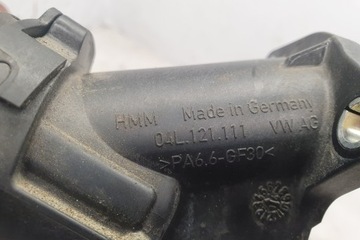 HMM Made in Germany
04L.121.111 VW AG
>PA6.6-GF30<